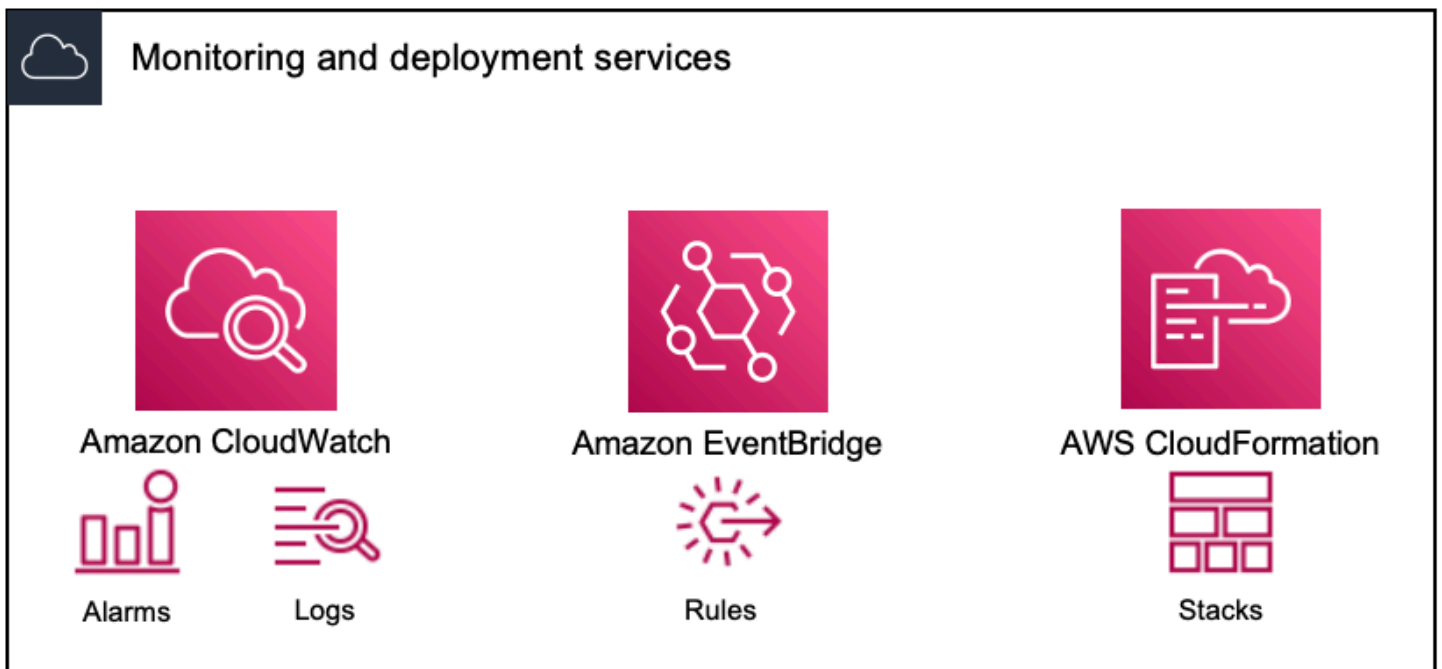 Monitoring and deployment services
Amazon CloudWatch
Amazon EventBridge
AWS CloudFormation
Alarms
Logs
Rules
Stacks